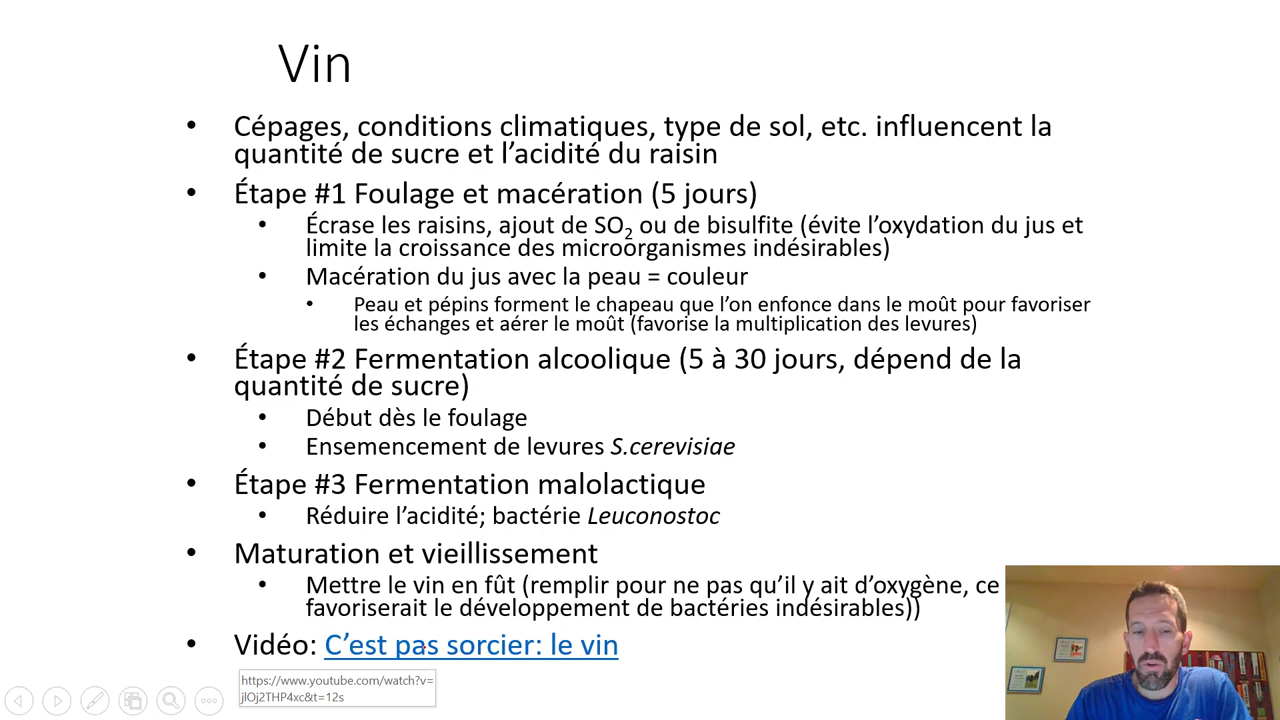 Vin
• Cépages, conditions climatiques, type de sol, etc. influencent la
quantité de sucre et l’acidité du raisin
• Étape #1 Foulage et macération (5 jours)
• Écrase les raisins, ajout de SO₂ ou de bisulfite (évite l’oxydation du jus et
limite la croissance des microorganismes indésirables)
• Macération du jus avec la peau = couleur
• Peau et pépins forment le chapeau que l’on enfonce dans le moût pour favoriser
les échanges et aérer le moût (favorise la multiplication des levures)
• Étape #2 Fermentation alcoolique (5 à 30 jours, dépend de la
quantité de sucre)
• Début dès le foulage
• Ensemencement de levures S.cerevisiae
• Étape #3 Fermentation malolactique
• Réduire l’acidité; bactérie Leuconostoc
• Maturation et vieillissement
• Mettre le vin en fût (remplir pour ne pas qu’il y ait d’oxygène, ce
favoriserait le développement de bactéries indésirables))
• Vidéo: C’est pas sorcier: le vin
https://www.youtube.com/watch?v=
jlOj2THP4xc&t=12s